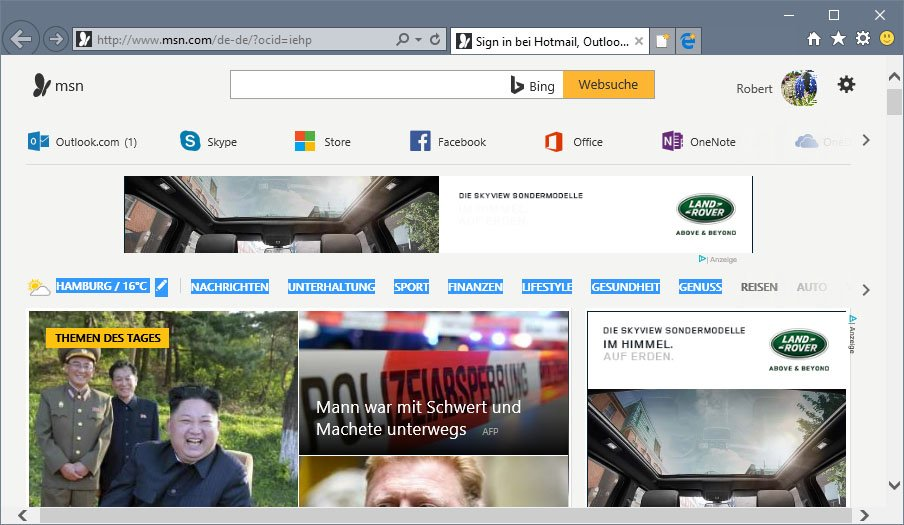 http://www.msn.com/de-de/?ocid=iehp
Sign in bei Hotmail, Outloo...
msn
Bing
Websuche
Robert
Outlook.com (1)
Skype
Store
Facebook
Office
OneNote
DIE SKYVIEW SONDERMODELLE
IM HIMMEL.
AUF ERDEN.
LAND-
ROVER
ABOVE & BEYOND
Anzeige
HAMBURG / 16°C
NACHRICHTEN
UNTERHALTUNG
SPORT
FINANZEN
LIFESTYLE
GESUNDHEIT
GENUSS
REISEN
AUTO
THEMEN DES TAGES
POLIZEIABSPERRUNG
Mann war mit Schwert und
Machete unterwegs AFP
DIE SKYVIEW SONDERMODELLE
IM HIMMEL.
AUF ERDEN.
LAND-
ROVER
ABOVE & BEYOND
Anzeige